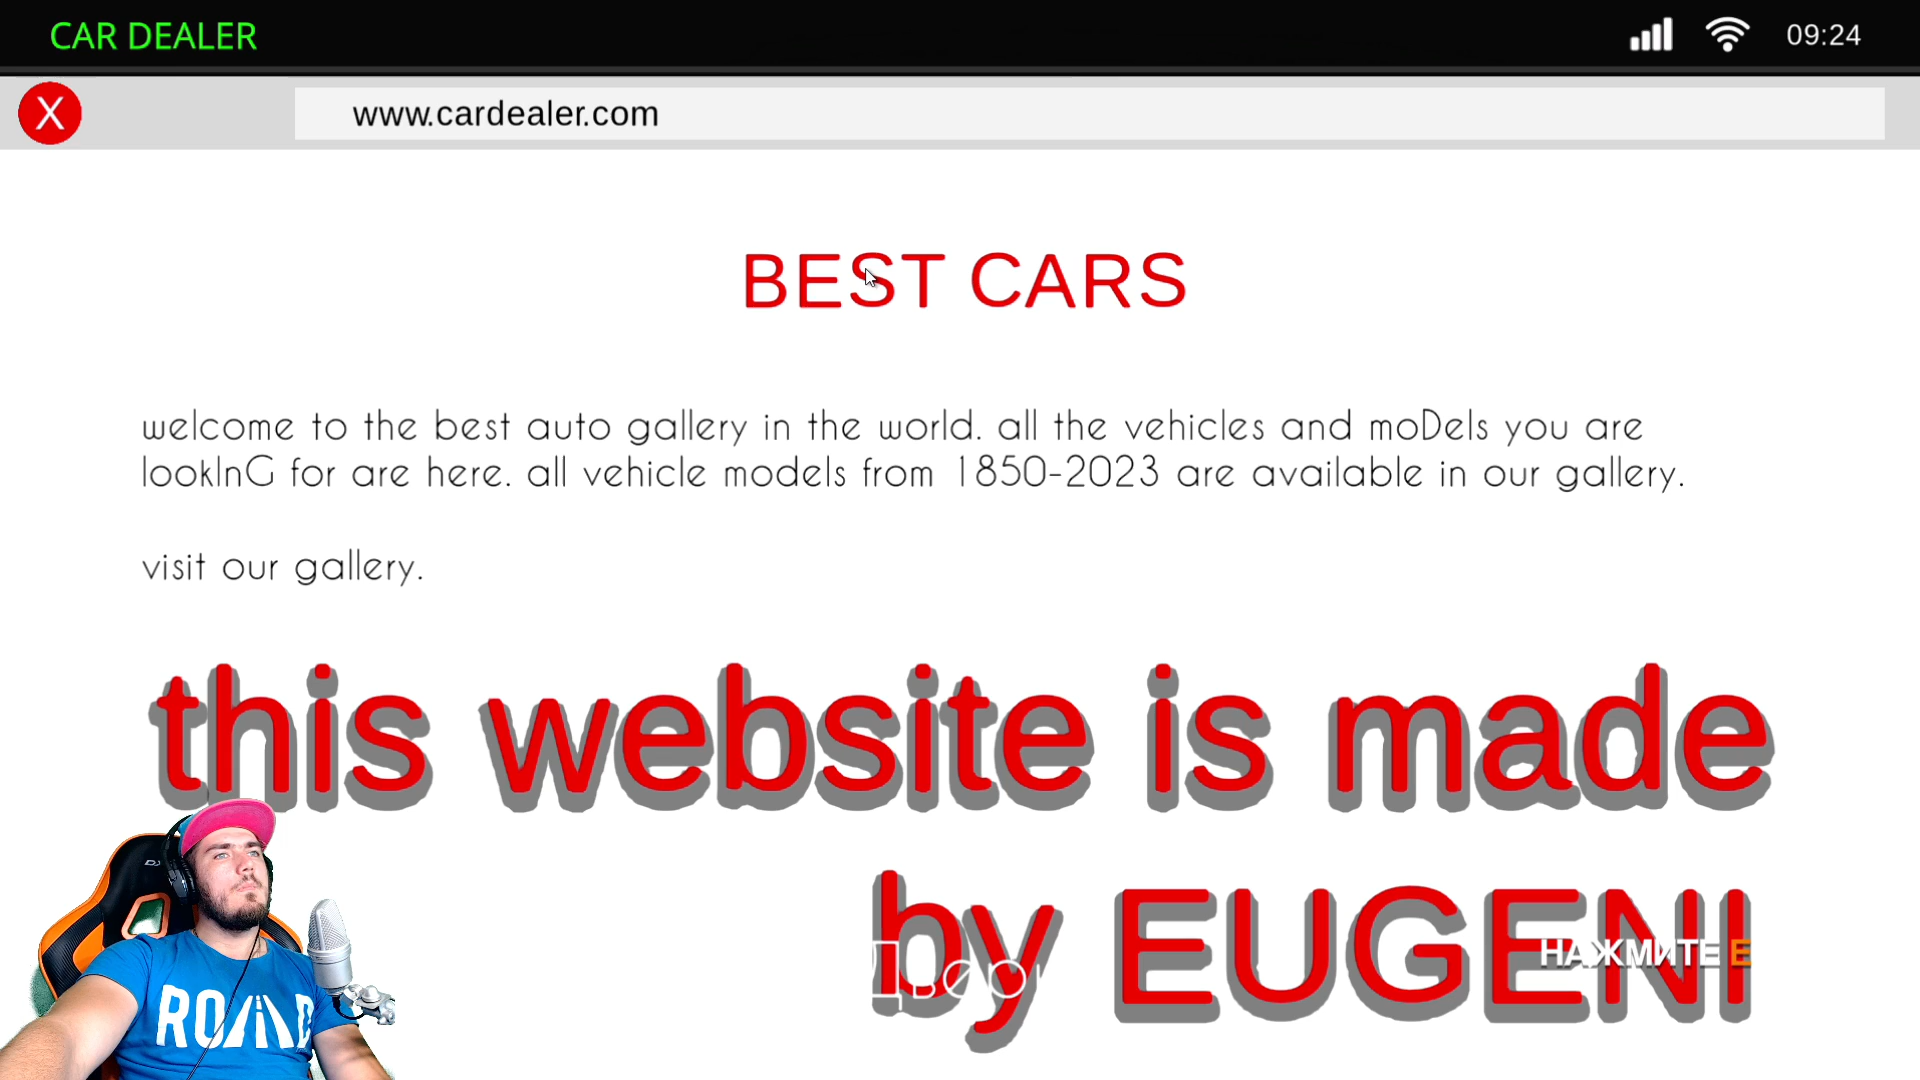 CAR DEALER
09:24
X
www.cardealer.com
BEST CARS
welcome to the best auto gallery in the world. all the vehicles and moDels you are
lookInG for are here. all vehicle models from 1850-2023 are available in our gallery.
visit our gallery.
this website is made
by EUGENI
НАЖМИТЕ E